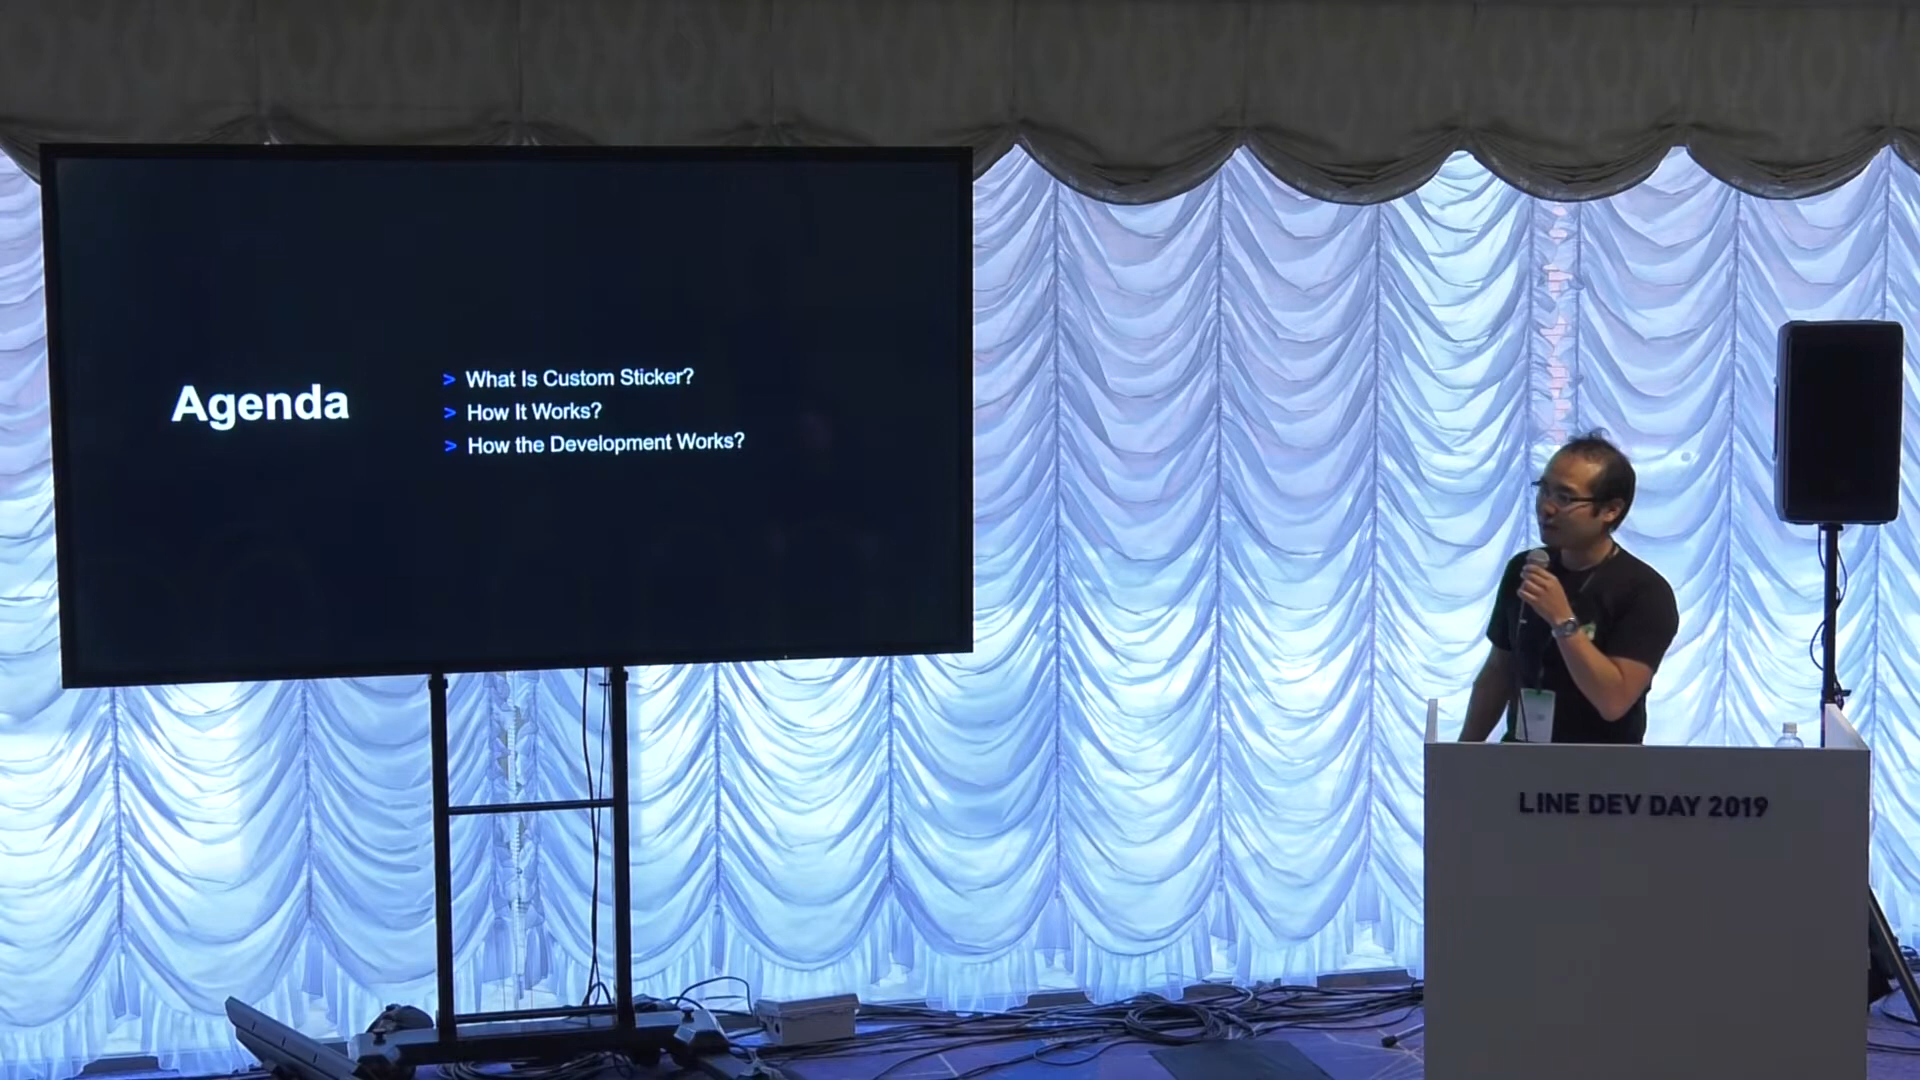 Agenda
> What Is Custom Sticker?
> How It Works?
> How the Development Works?
LINE DEV DAY 2019